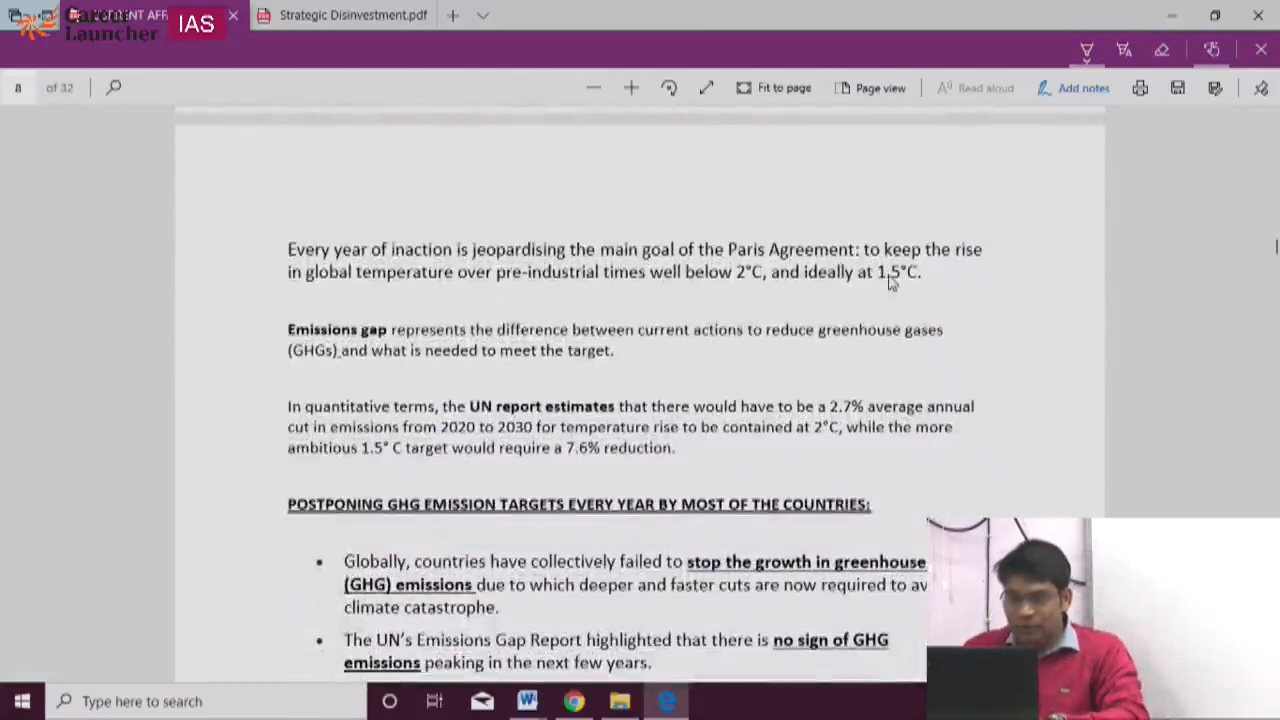 Career Launcher IAS
Strategic Disinvestment.pdf
8 of 32 Fit to page Page view Read aloud Add notes
Every year of inaction is jeopardising the main goal of the Paris Agreement: to keep the rise
in global temperature over pre-industrial times well below 2°C, and ideally at 1.5°C.
Emissions gap represents the difference between current actions to reduce greenhouse gases
(GHGs) and what is needed to meet the target.
In quantitative terms, the UN report estimates that there would have to be a 2.7% average annual
cut in emissions from 2020 to 2030 for temperature rise to be contained at 2°C, while the more
ambitious 1.5° C target would require a 7.6% reduction.
POSTPONING GHG EMISSION TARGETS EVERY YEAR BY MOST OF THE COUNTRIES:
• Globally, countries have collectively failed to stop the growth in greenhouse
(GHG) emissions due to which deeper and faster cuts are now required to av
climate catastrophe.
• The UN's Emissions Gap Report highlighted that there is no sign of GHG
emissions peaking in the next few years.
Type here to search